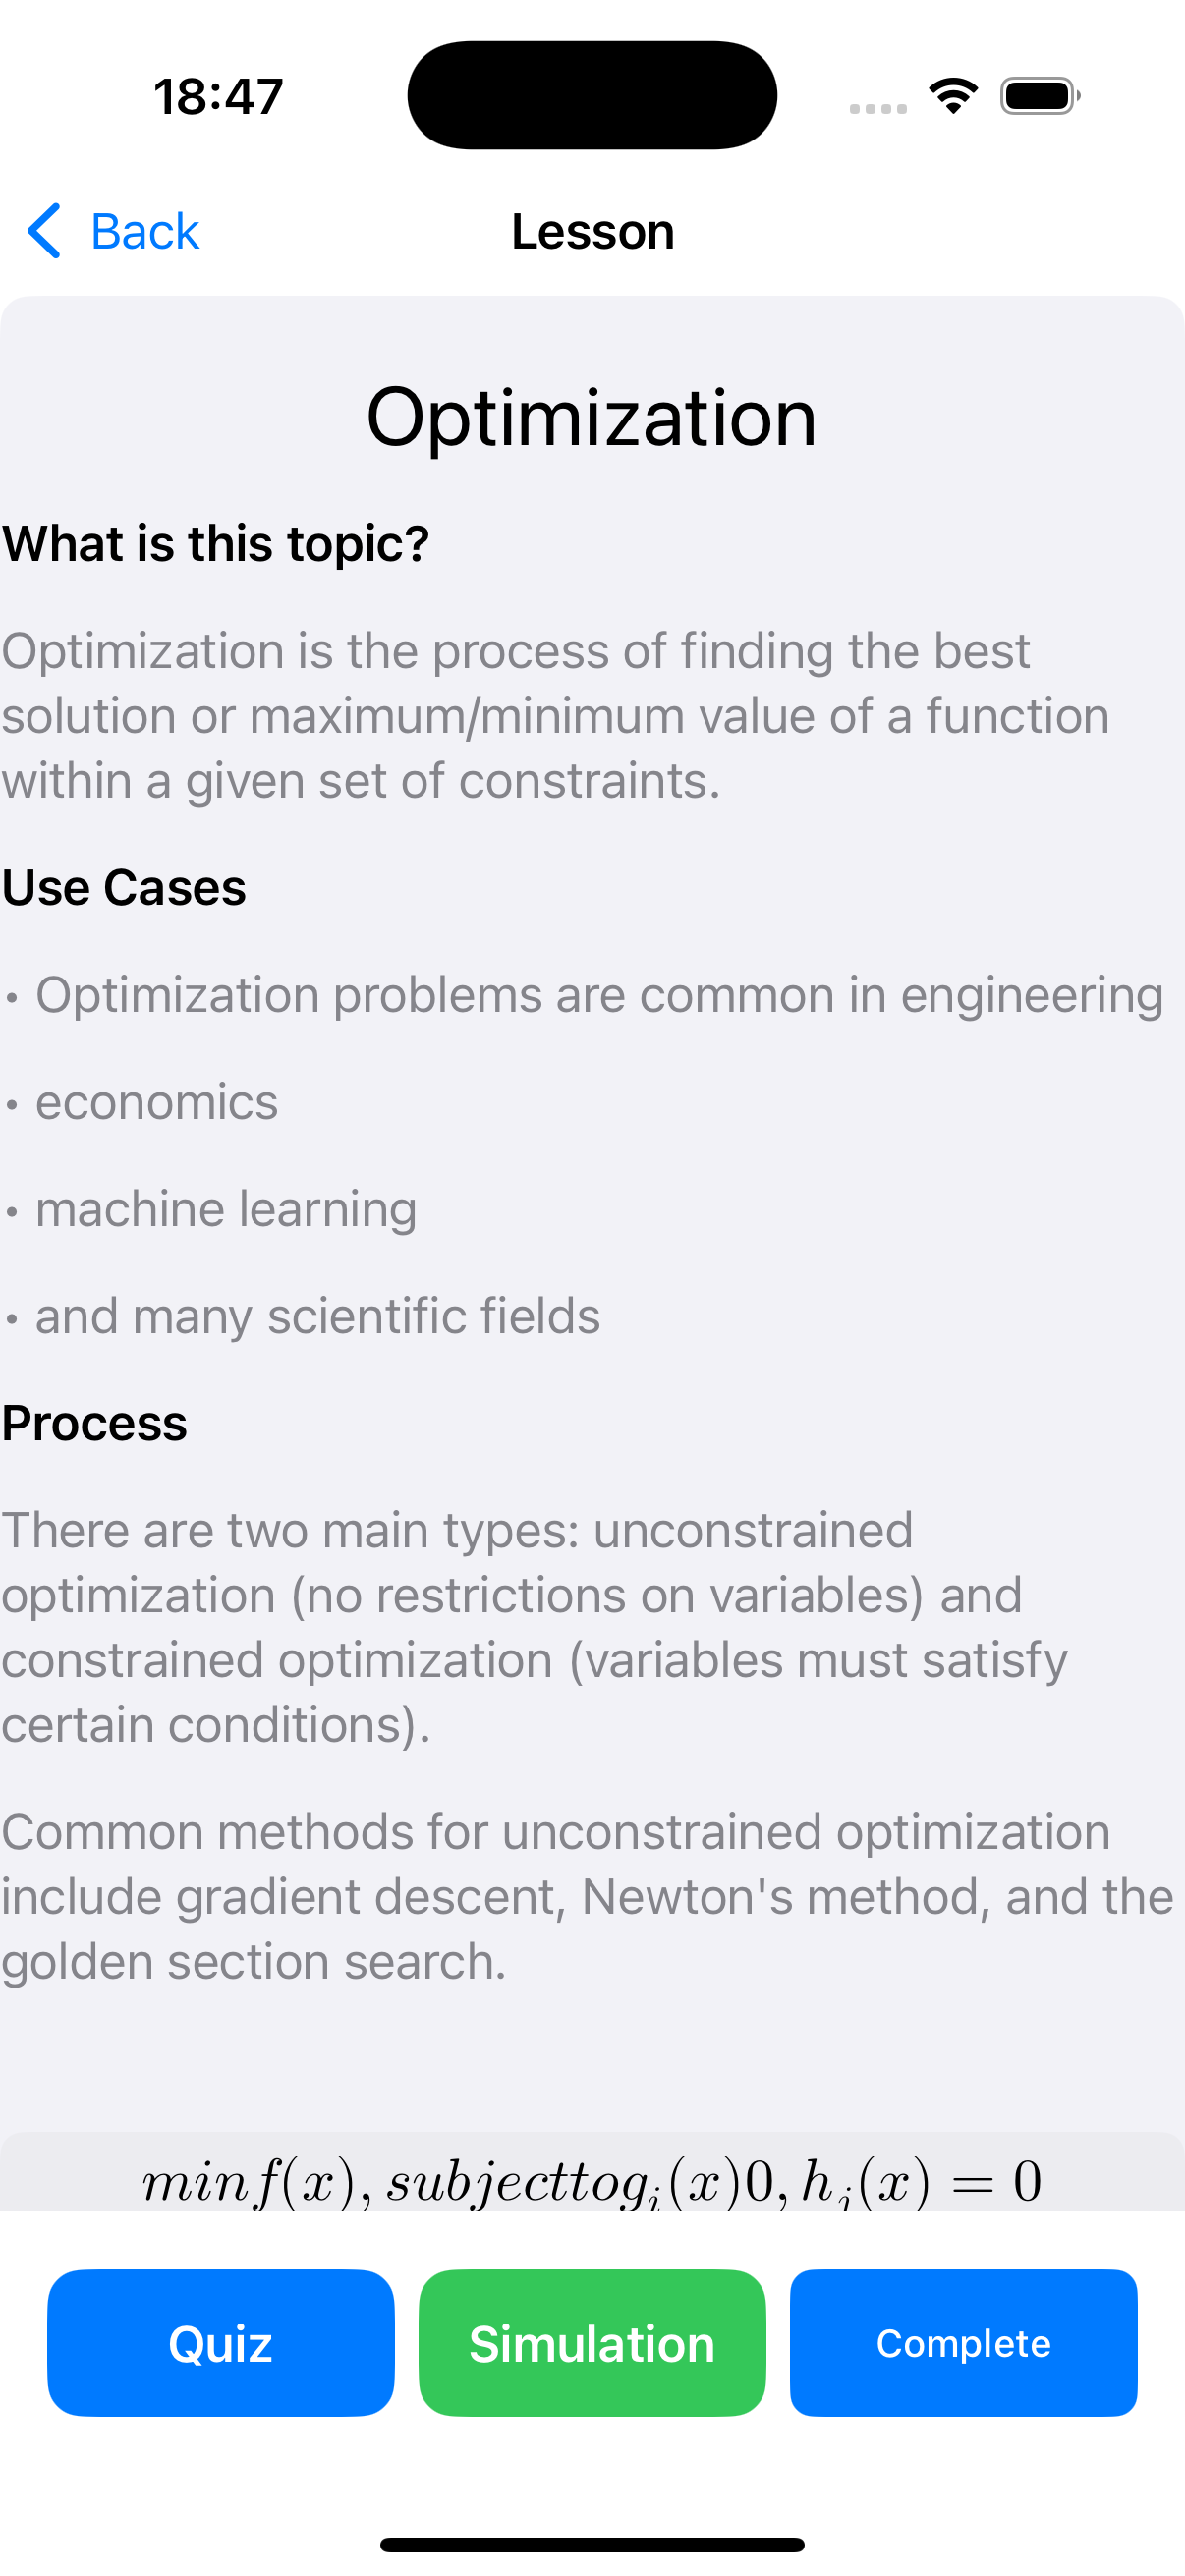 18:47
Back
Lesson
Optimization
What is this topic?
Optimization is the process of finding the best
solution or maximum/minimum value of a function
within a given set of constraints.
Use Cases
• Optimization problems are common in engineering
• economics
• machine learning
• and many scientific fields
Process
There are two main types: unconstrained
optimization (no restrictions on variables) and
constrained optimization (variables must satisfy
certain conditions).
Common methods for unconstrained optimization
include gradient descent, Newton's method, and the
golden section search.
minf(x), subjecttog_i(x)0, h_j(x) = 0
Quiz
Simulation
Complete